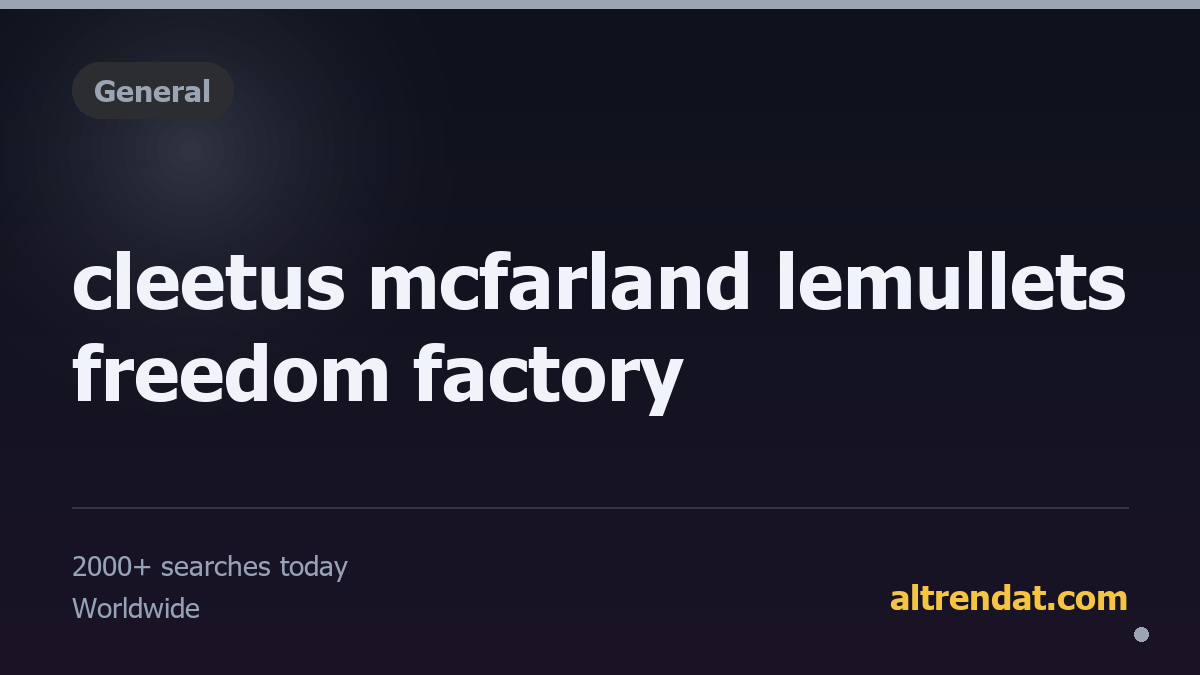 General
cleetus mcfarland lemullets
freedom factory
2000+ searches today
Worldwide
altrendat.com